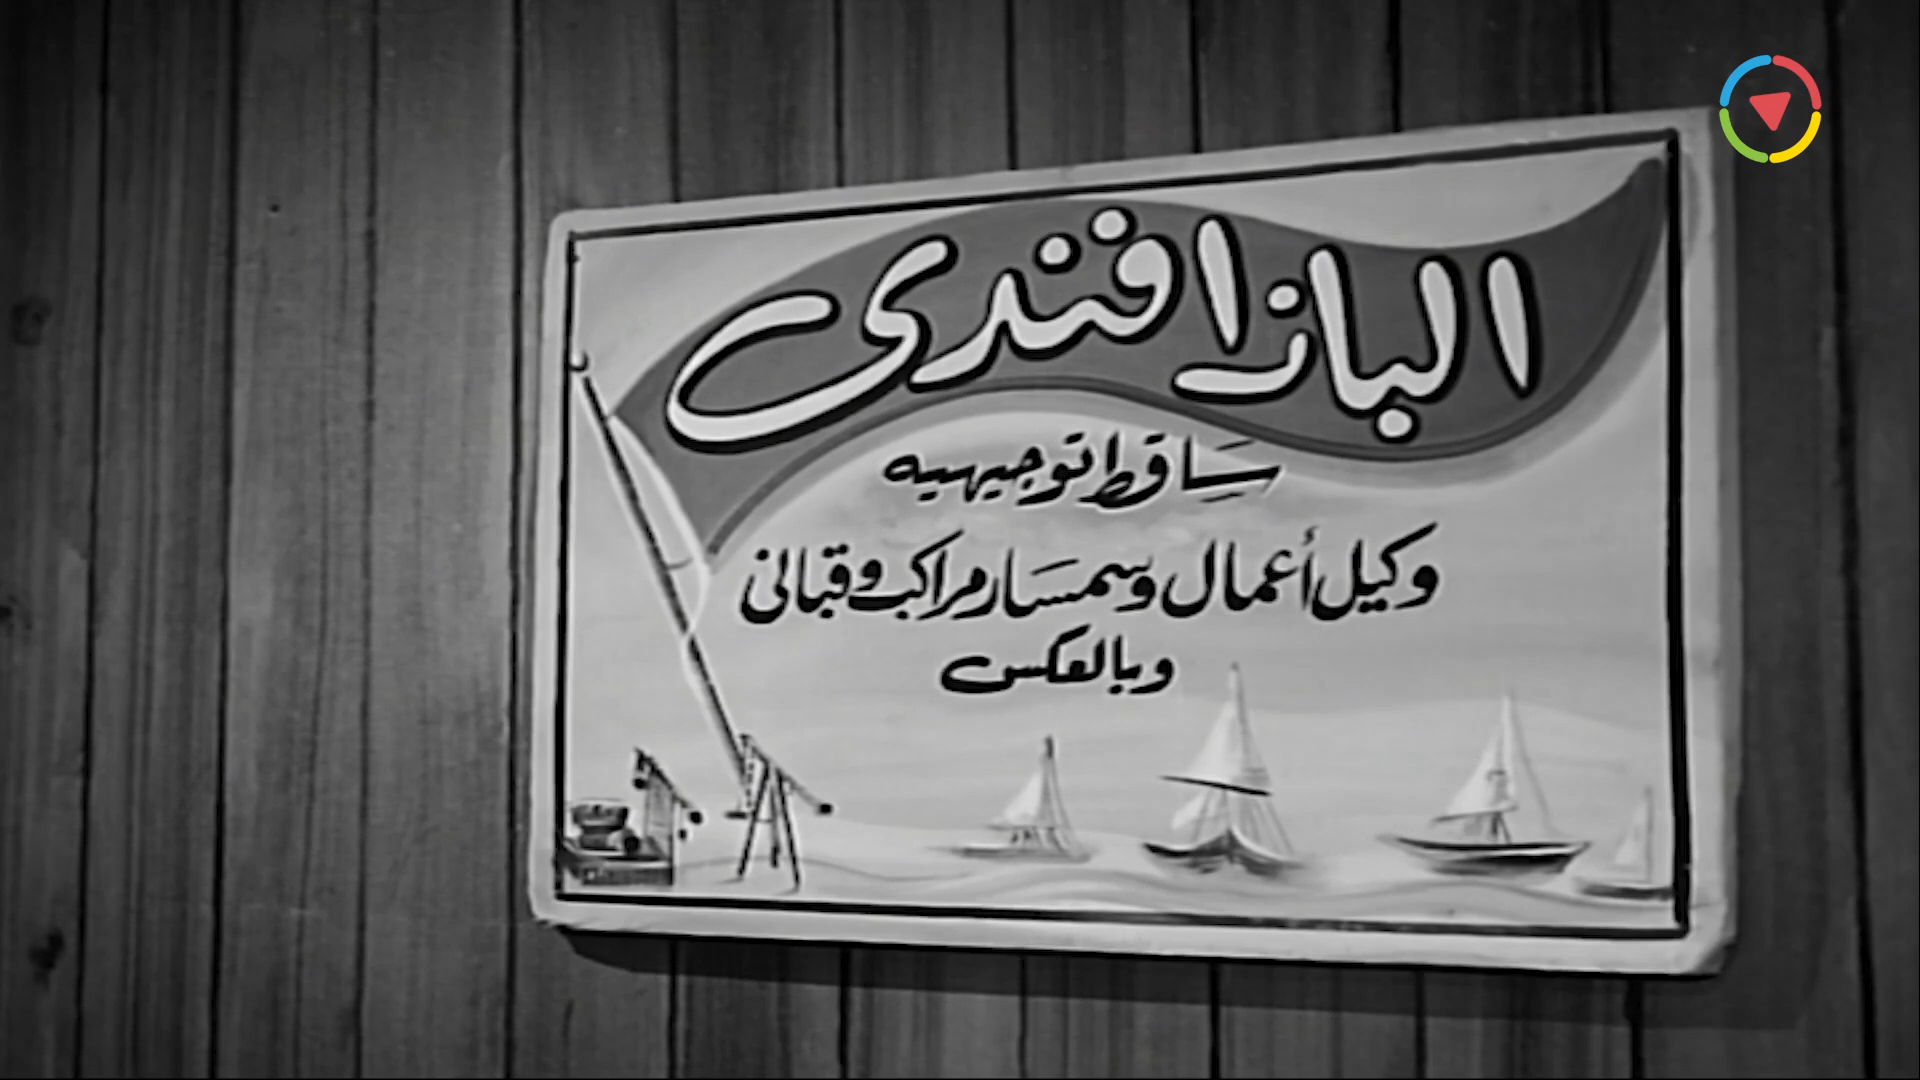 الباز افندى
ساقط توجيهيه
وكيل أعمال وسمسار مراكب وقبانى
وبالعكس